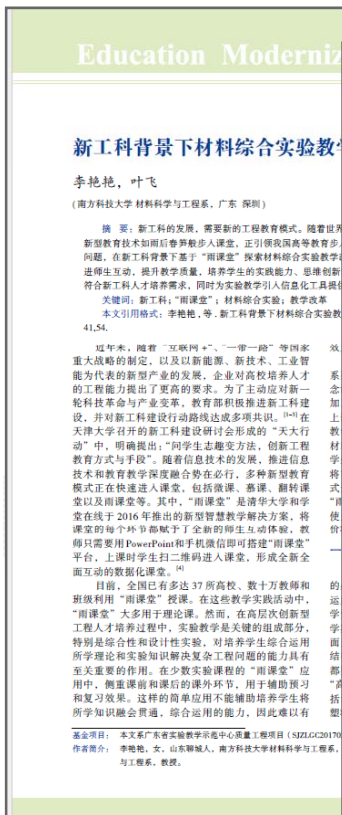 Education Moderniz
新工科背景下材料综合实验教学
李艳艳，叶飞
(南方科技大学 材料科学与工程系，广东 深圳)
摘 要：新工科的发展，需要新的工程教育模式。随着世界
新型教育技术如雨后春笋般步入课堂，正引领我国高等教育步入
问题，在新工科背景下基于“雨课堂”探索材料综合实验教学改
进师生互动，提升教学质量，培养学生的实践能力、思维创新
符合新工科人才培养需求，同时为实验教学引入信息化工具提供
关键词：新工科；“雨课堂”；材料综合实验；教学改革
本文引用格式：李艳艳，等．新工科背景下材料综合实验教
41,54.
近年来，随着“互联网+”、“一带一路”等国家
重大战略的制定，以及以新能源、新技术、工业智
能为代表的新型产业的发展，企业对高校培养人才
的工程能力提出了更高的要求。为了主动应对新一
轮科技革命与产业变革，教育部积极推进新工科建
设，并对新工科建设行动路线达成多项共识。[1-3] 在
天津大学召开的新工科建设研讨会形成的“天大行
动”中，明确提出：“问学生志趣变方法，创新工程
教育方式与手段”。随着信息技术的发展，推进信息
技术和教育教学深度融合势在必行，多种新型教育
模式正在快速进入课堂，包括微课、慕课、翻转课
堂以及雨课堂等。其中，“雨课堂”是清华大学和学
堂在线于 2016 年推出的新型智慧教学解决方案，将
课堂的每个环节都赋予了全新的师生互动体验，教
师只需要用PowerPoint和手机微信即可搭建“雨课堂”
平台，上课时学生扫二维码进入课堂，形成全新全
面互动的数据化课堂。[4]
目前，全国已有多达 37 所高校、数十万教师和
班级利用“雨课堂”授课。在这些教学实践活动中，
“雨课堂”大多用于理论课。然而，在高层次创新型
工程人才培养过程中，实验教学是关键的组成部分，
特别是综合性和设计性实验，对培养学生综合运用
所学理论和实验知识解决复杂工程问题的能力具有
至关重要的作用。在少数实验课程的“雨课堂”应
用中，侧重课前和课后的课外环节，用于辅助预习
和复习效果。这样的简单应用不能辅助培养学生将
所学知识融会贯通，综合运用的能力，因此难以有
效
系
念
加
上
教
材
学
将
式
“雨
使
价
的
运
学
学
面
结
都
“高
括
塑
基金项目： 本文系广东省实验教学示范中心质量工程项目（SJZLGC20170
作者简介： 李艳艳，女，山东聊城人，南方科技大学材料科学与工程系，
与工程系，教授。